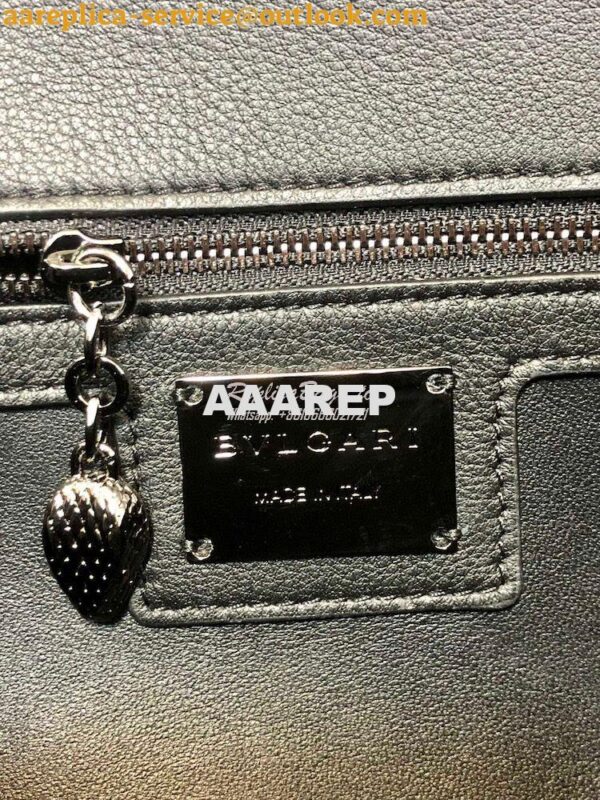 aareplica-service@outlook.com
AAAREP
BVLGARI
MADE IN ITALY